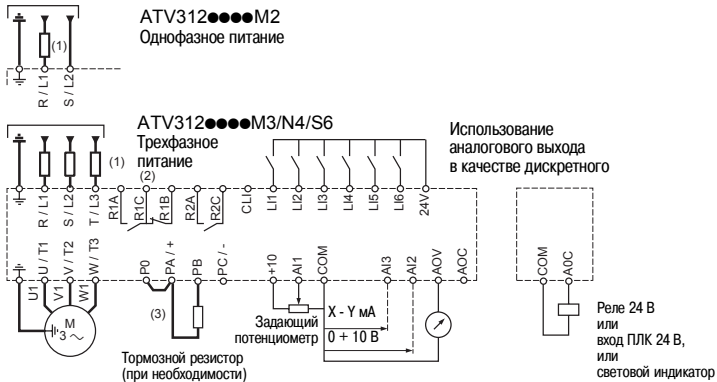 ATV312●●●●M2
Однофазное питание
(1)
R / L1
S / L2
ATV312●●●●M3/N4/S6
Трехфазное
питание
(1)
(2)
Использование
аналогового выхода
в качестве дискретного
R / L1
S / L2
T / L3
R1A
R1C
R1B
R2A
R2C
CLI
LI1
LI2
LI3
LI4
LI5
LI6
24V
U / T1
V / T2
W / T3
P0
PA / +
PB
PC / -
+10
AI1
COM
AI3
AI2
AOV
AOC
COM
A0C
U1
V1
W1
M
3 ~
(3)
Тормозной резистор
(при необходимости)
Задающий
потенциометр
X - Y мА
0 + 10 В
Реле 24 В
или
вход ПЛК 24 В,
или
световой индикатор